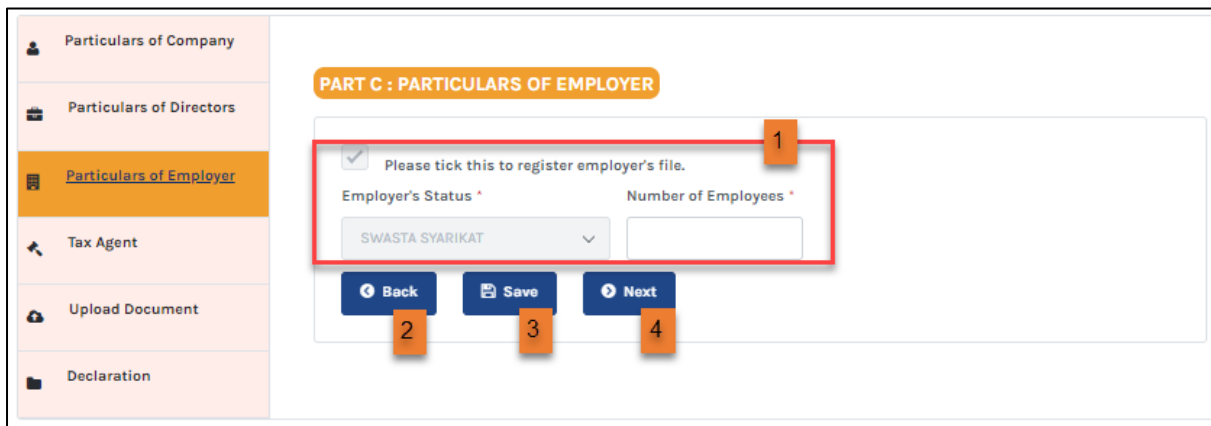 Particulars of Company
Particulars of Directors
Particulars of Employer
Tax Agent
Upload Document
Declaration
PART C : PARTICULARS OF EMPLOYER
1
Please tick this to register employer's file.
Employer's Status * Number of Employees *
SWASTA SYARIKAT
Back Save Next
2 3 4